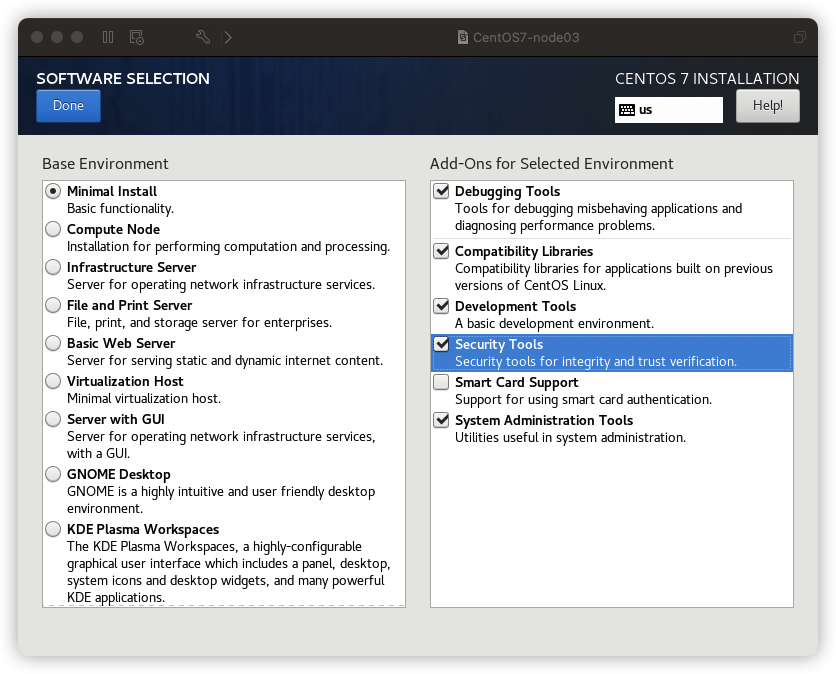 CentOS7-node03
SOFTWARE SELECTION
CENTOS 7 INSTALLATION
Done
us
Help!
Base Environment
Minimal Install
Basic functionality.
Compute Node
Installation for performing computation and processing.
Infrastructure Server
Server for operating network infrastructure services.
File and Print Server
File, print, and storage server for enterprises.
Basic Web Server
Server for serving static and dynamic internet content.
Virtualization Host
Minimal virtualization host.
Server with GUI
Server for operating network infrastructure services,
with a GUI.
GNOME Desktop
GNOME is a highly intuitive and user friendly desktop
environment.
KDE Plasma Workspaces
The KDE Plasma Workspaces, a highly-configurable
graphical user interface which includes a panel, desktop,
system icons and desktop widgets, and many powerful
KDE applications.
Add-Ons for Selected Environment
Debugging Tools
Tools for debugging misbehaving applications and
diagnosing performance problems.
Compatibility Libraries
Compatibility libraries for applications built on previous
versions of CentOS Linux.
Development Tools
A basic development environment.
Security Tools
Security tools for integrity and trust verification.
Smart Card Support
Support for using smart card authentication.
System Administration Tools
Utilities useful in system administration.